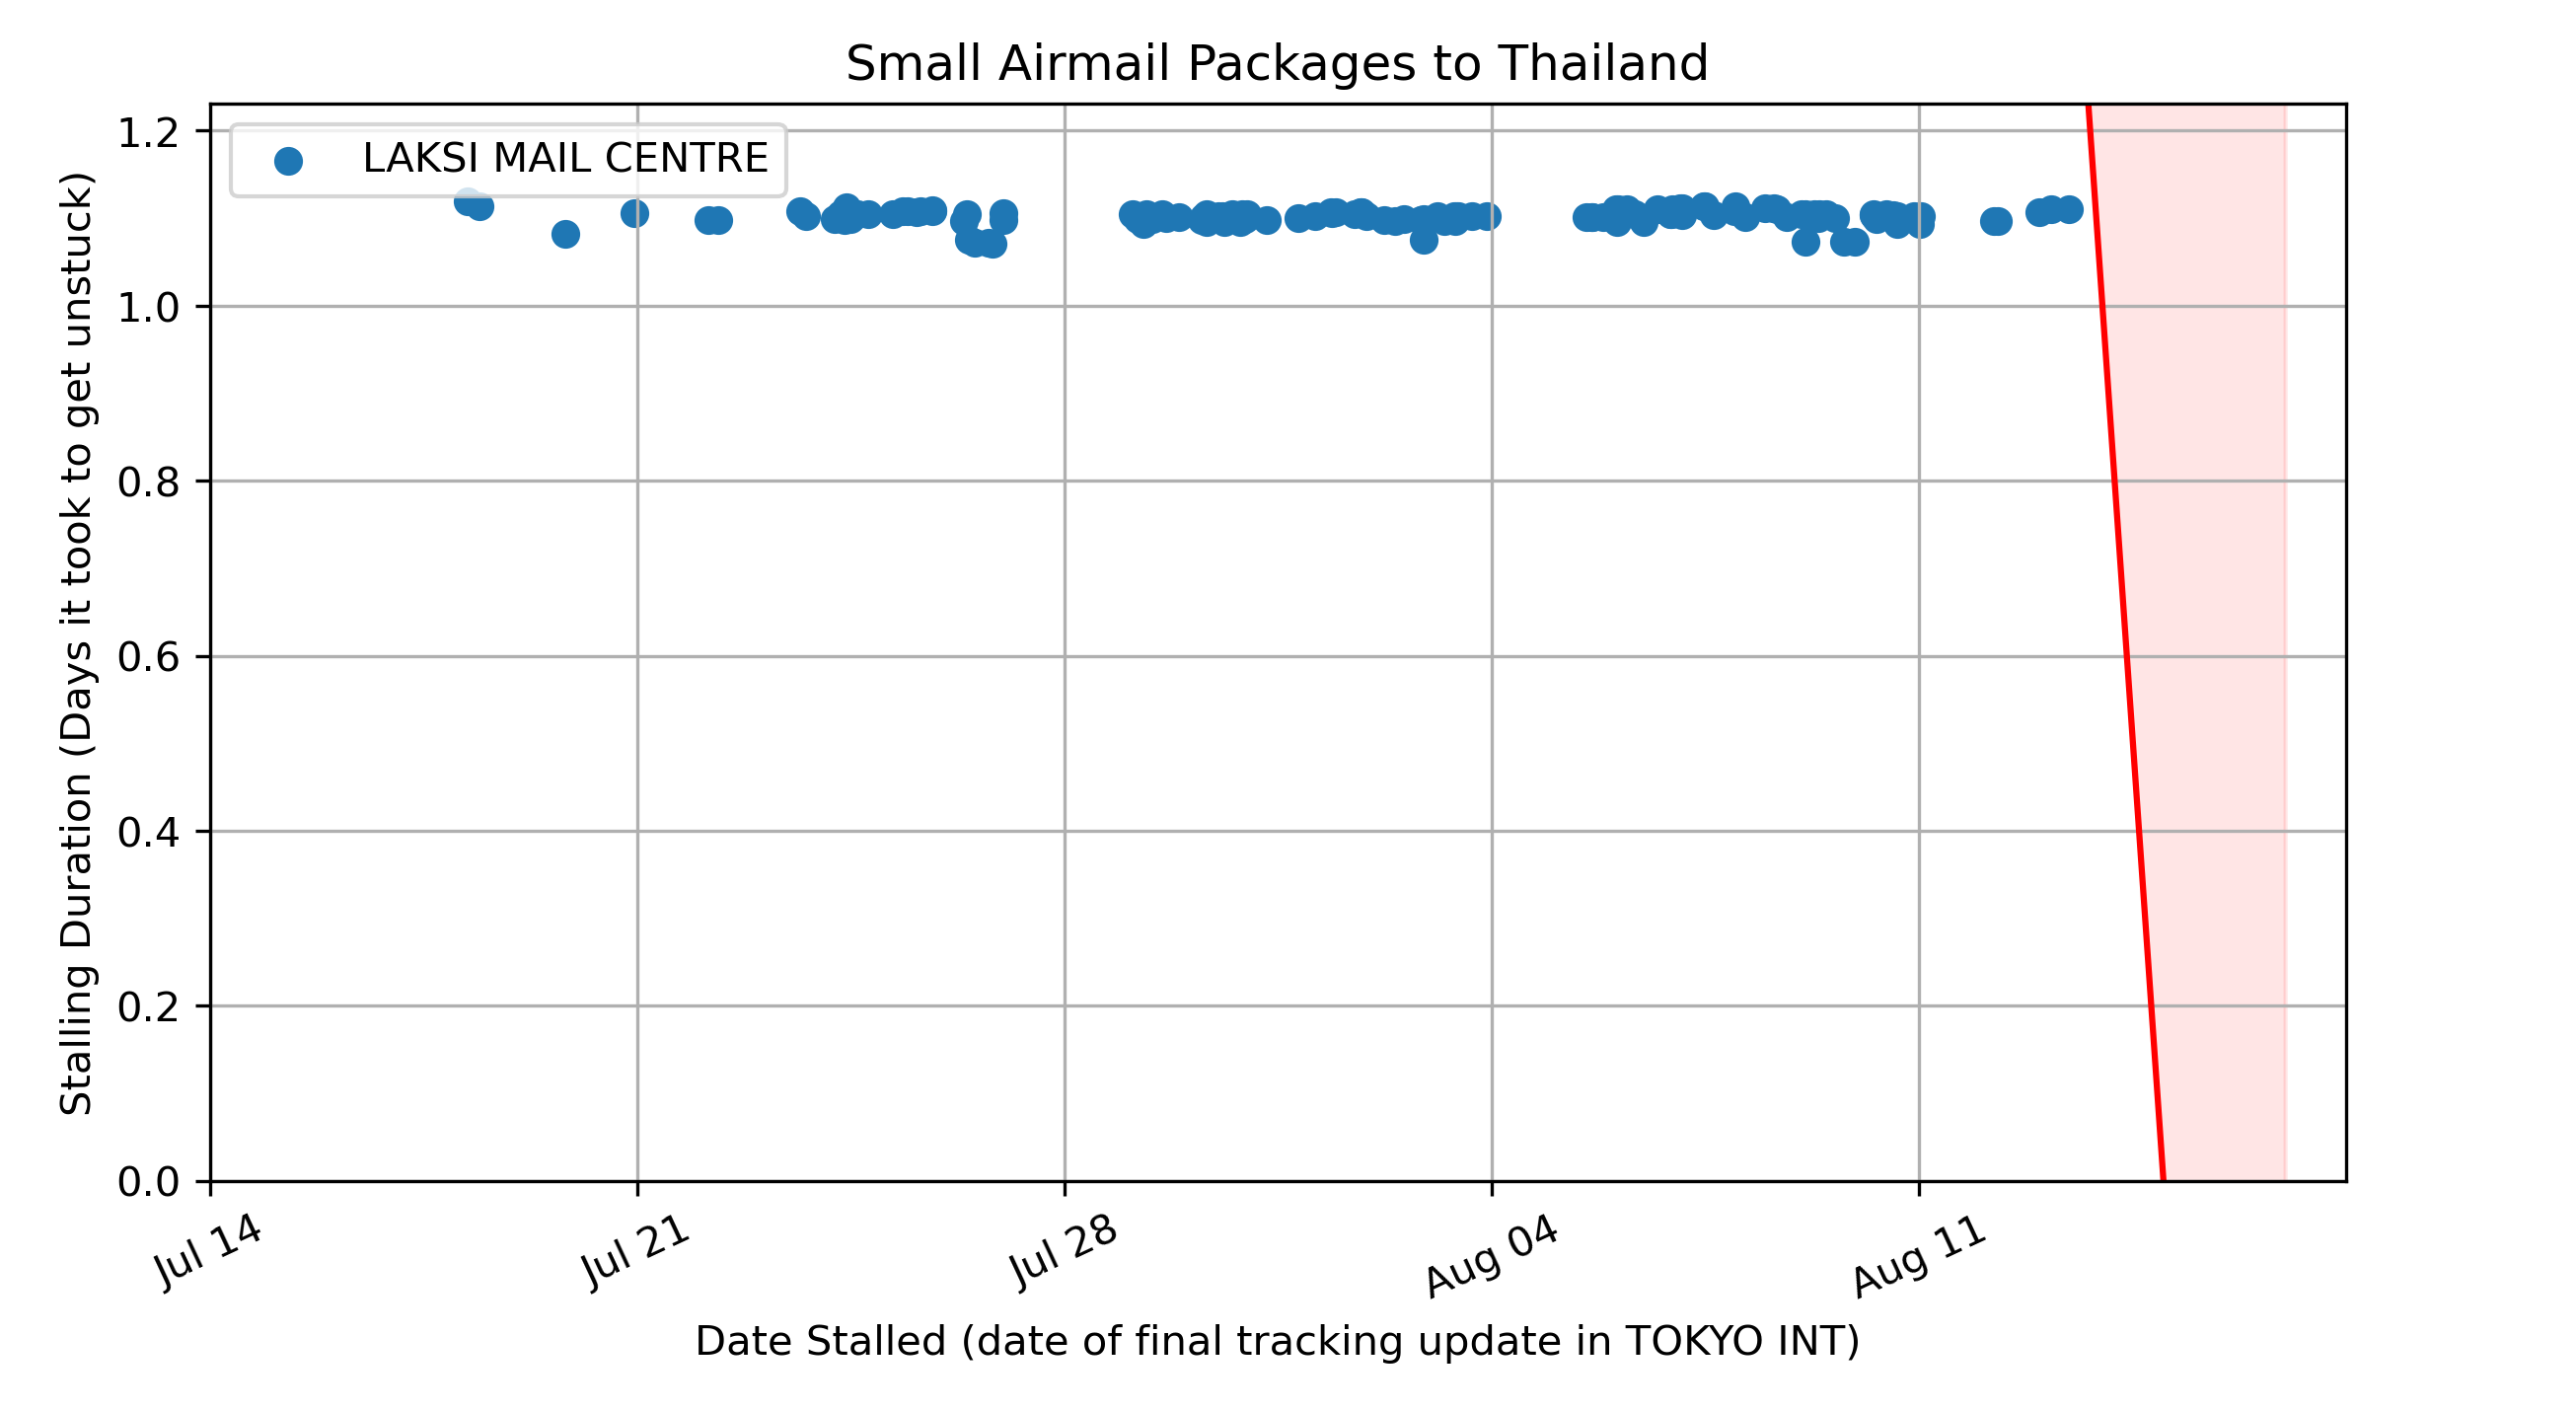 Small Airmail Packages to Thailand
LAKSI MAIL CENTRE
Stalling Duration (Days it took to get unstuck)
1.2
1.0
0.8
0.6
0.4
0.2
0.0
Jul 14
Jul 21
Jul 28
Aug 04
Aug 11
Date Stalled (date of final tracking update in TOKYO INT)